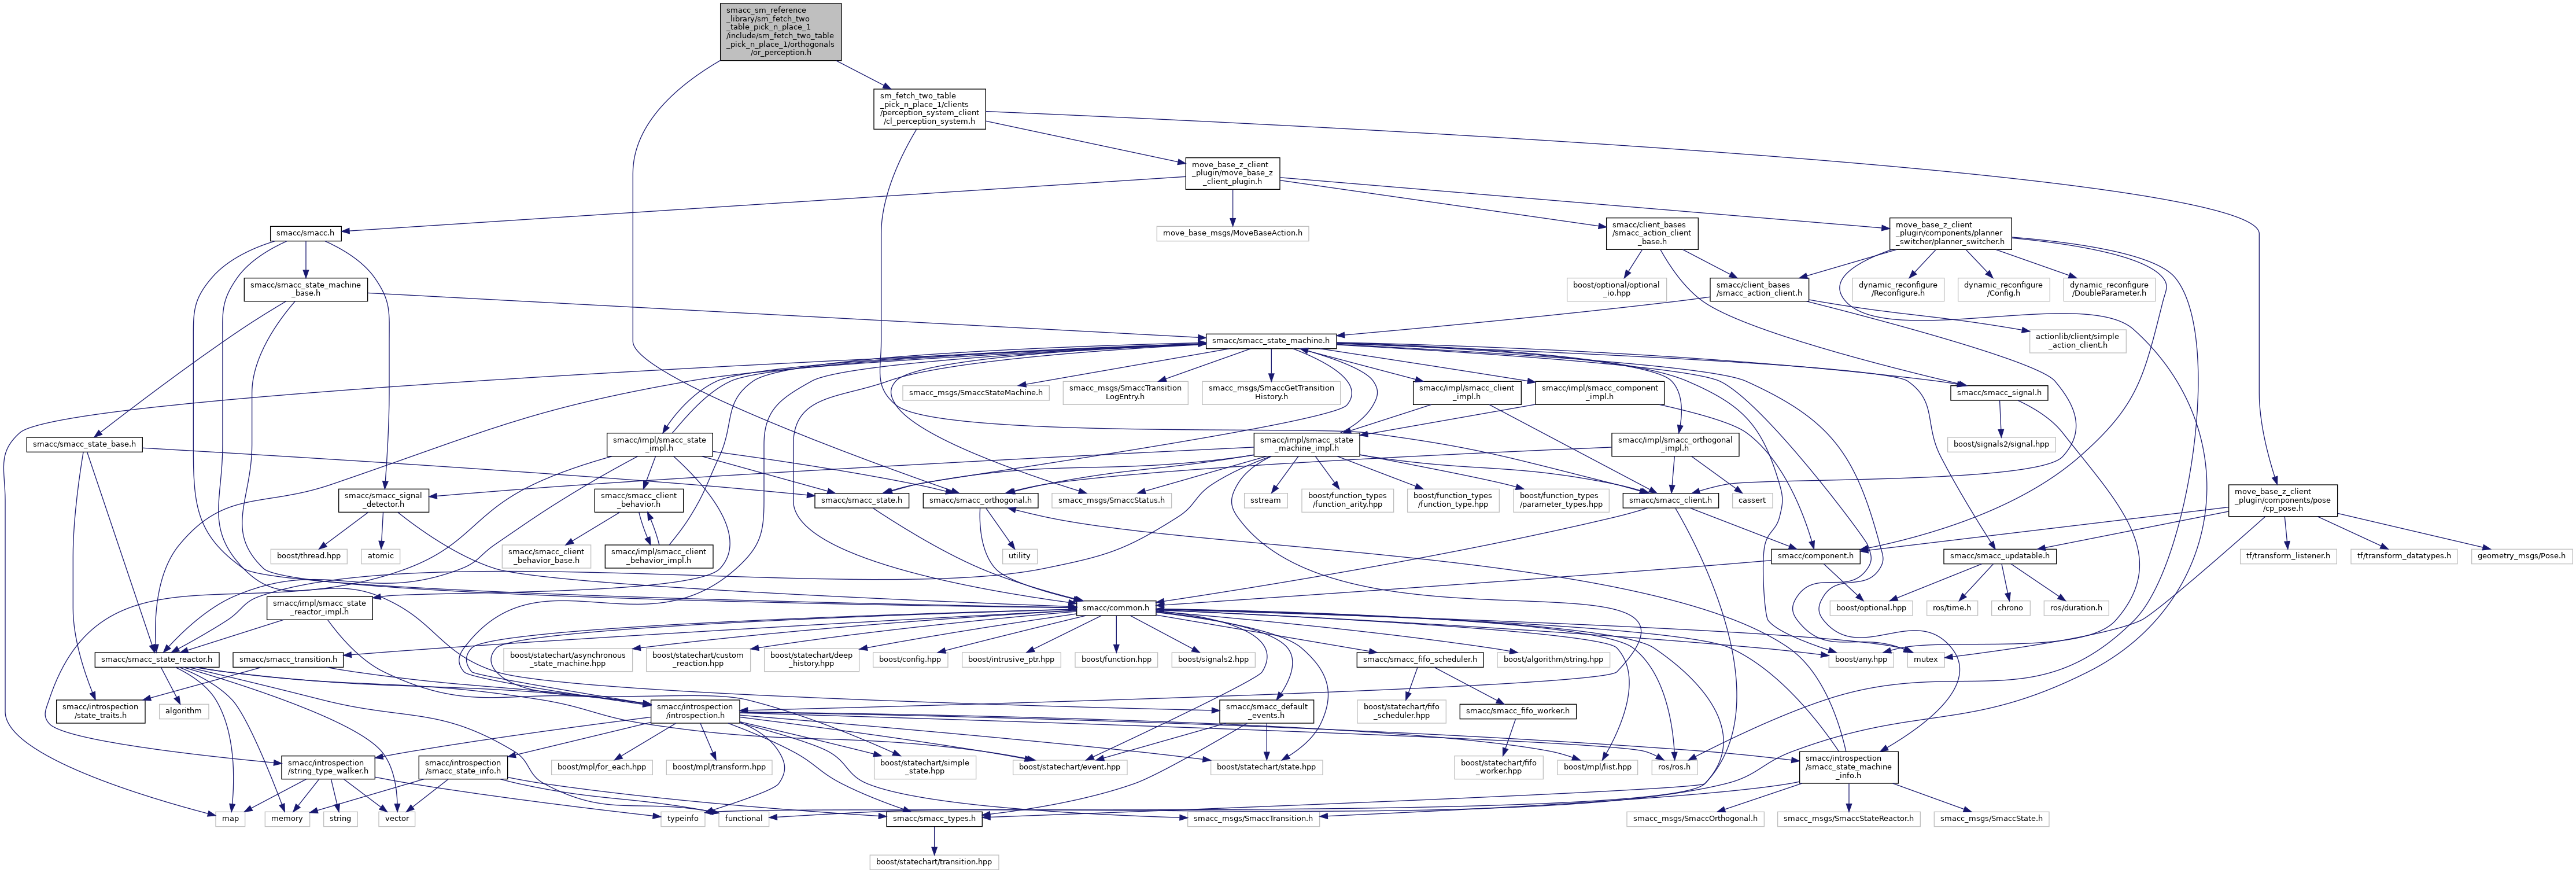 smacc_sm_reference
_library/sm_fetch_two
_table_pick_n_place_1
/include/sm_fetch_two_table
_pick_n_place_1/orthogonals
/or_perception.h
sm_fetch_two_table
_pick_n_place_1/clients
/perception_system_client
/cl_perception_system.h
move_base_z_client
_plugin/move_base_z
_client_plugin.h
smacc/smacc.h
move_base_msgs/MoveBaseAction.h
smacc/client_bases
/smacc_action_client
_base.h
move_base_z_client
_plugin/components/planner
_switcher/planner_switcher.h
smacc/smacc_state_machine
_base.h
boost/optional/optional
_io.hpp
smacc/client_bases
/smacc_action_client.h
dynamic_reconfigure
/Reconfigure.h
dynamic_reconfigure
/Config.h
dynamic_reconfigure
/DoubleParameter.h
smacc/smacc_state_machine.h
actionlib/client/simple
_action_client.h
smacc_msgs/SmaccStateMachine.h
smacc_msgs/SmaccTransition
LogEntry.h
smacc_msgs/SmaccGetTransition
History.h
smacc/impl/smacc_client
_impl.h
smacc/impl/smacc_component
_impl.h
smacc/smacc_signal.h
smacc/smacc_state_base.h
smacc/impl/smacc_state
_impl.h
smacc/impl/smacc_state
_machine_impl.h
smacc/impl/smacc_orthogonal
_impl.h
boost/signals2/signal.hpp
smacc/smacc_signal
_detector.h
smacc/smacc_client
_behavior.h
smacc/smacc_state.h
smacc/smacc_orthogonal.h
smacc_msgs/SmaccStatus.h
sstream
boost/function_types
/function_arity.hpp
boost/function_types
/function_type.hpp
boost/function_types
/parameter_types.hpp
smacc/smacc_client.h
cassert
move_base_z_client
_plugin/components/pose
/cp_pose.h
boost/thread.hpp
atomic
smacc/smacc_client
_behavior_base.h
smacc/impl/smacc_client
_behavior_impl.h
utility
smacc/component.h
smacc/smacc_updatable.h
tf/transform_listener.h
tf/transform_datatypes.h
geometry_msgs/Pose.h
smacc/impl/smacc_state
_reactor_impl.h
smacc/common.h
boost/optional.hpp
ros/time.h
chrono
ros/duration.h
smacc/smacc_state_reactor.h
smacc/smacc_transition.h
boost/statechart/asynchronous
_state_machine.hpp
boost/statechart/custom
_reaction.hpp
boost/statechart/deep
_history.hpp
boost/config.hpp
boost/intrusive_ptr.hpp
boost/function.hpp
boost/signals2.hpp
smacc/smacc_fifo_scheduler.h
boost/algorithm/string.hpp
boost/any.hpp
mutex
smacc/introspection
/state_traits.h
algorithm
smacc/introspection
/introspection.h
smacc/smacc_default
_events.h
boost/statechart/fifo
_scheduler.hpp
smacc/smacc_fifo_worker.h
smacc/introspection
/string_type_walker.h
smacc/introspection
/smacc_state_info.h
boost/mpl/for_each.hpp
boost/mpl/transform.hpp
boost/statechart/simple
_state.hpp
boost/statechart/event.hpp
boost/statechart/state.hpp
boost/statechart/fifo
_worker.hpp
boost/mpl/list.hpp
ros/ros.h
smacc/introspection
/smacc_state_machine
_info.h
map
memory
string
vector
typeinfo
functional
smacc/smacc_types.h
smacc_msgs/SmaccTransition.h
smacc_msgs/SmaccOrthogonal.h
smacc_msgs/SmaccStateReactor.h
smacc_msgs/SmaccState.h
boost/statechart/transition.hpp